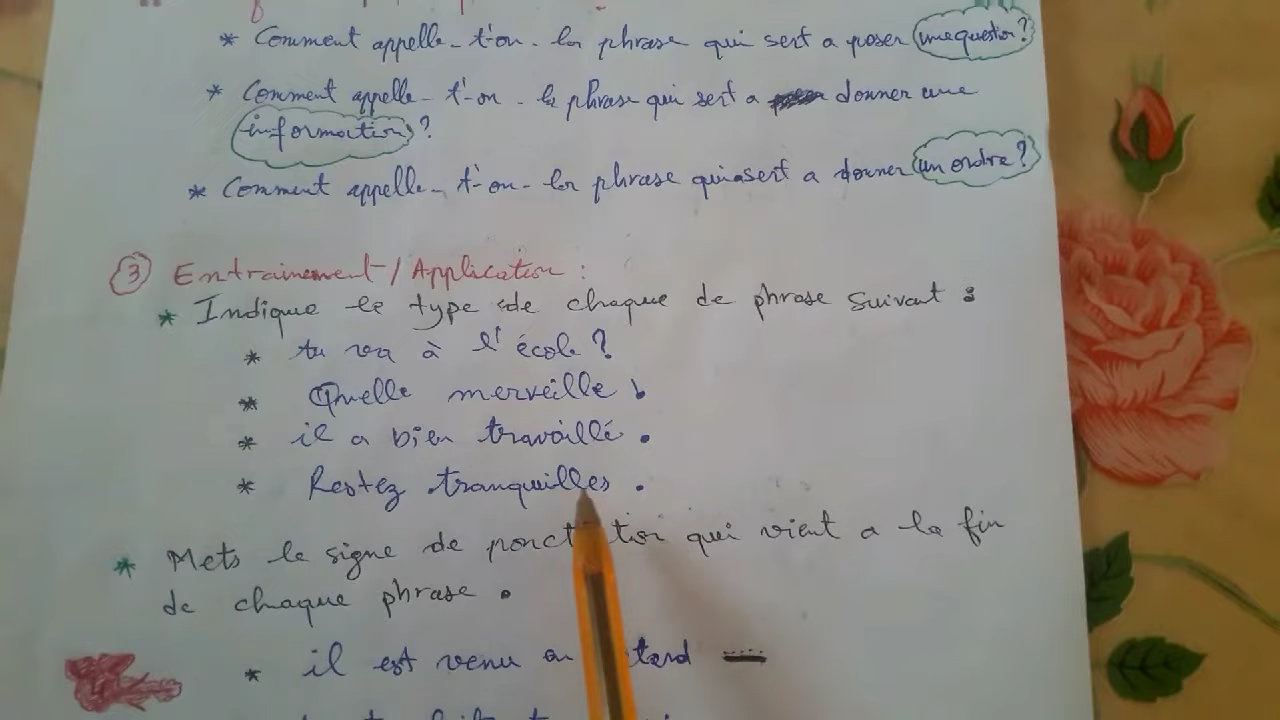 * Comment appelle-t'on-la phrase qui sert a poser une question ?
* Comment appelle-t'-on-la phrase qui sert a donner une
information ?
* Comment appelle-t'-on-la phrase qui sert a donner un ordre ?
③ Entrainement/Application :
* Indique le type de chaque de phrase suivant :
* tu va à l'école ?
* Quelle merveille !
* il a bien travaillé.
* Restez tranquilles.
* Mets le signe de qui vient a la fin
de chaque phrase.
* il est venu